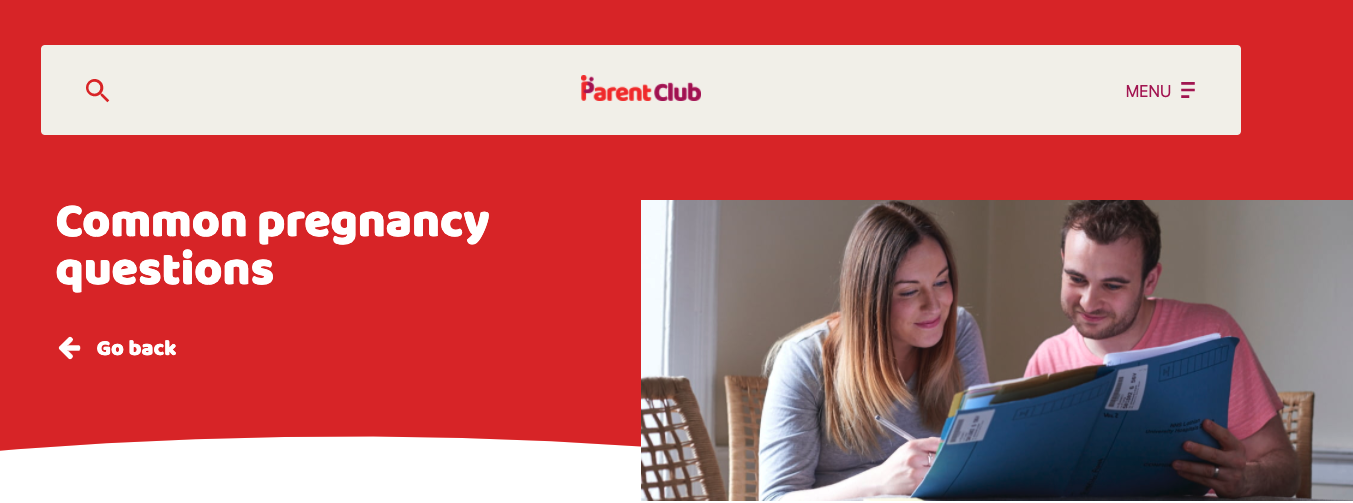 Parent Club
MENU
Common pregnancy
questions
Go back